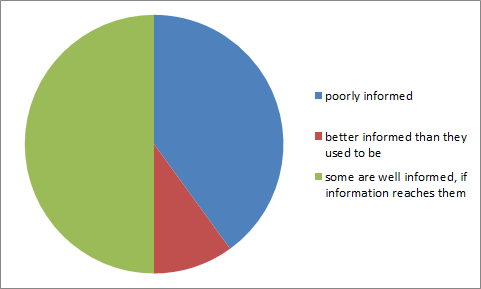 poorly informed
better informed than they
used to be
some are well informed, if
information reaches them